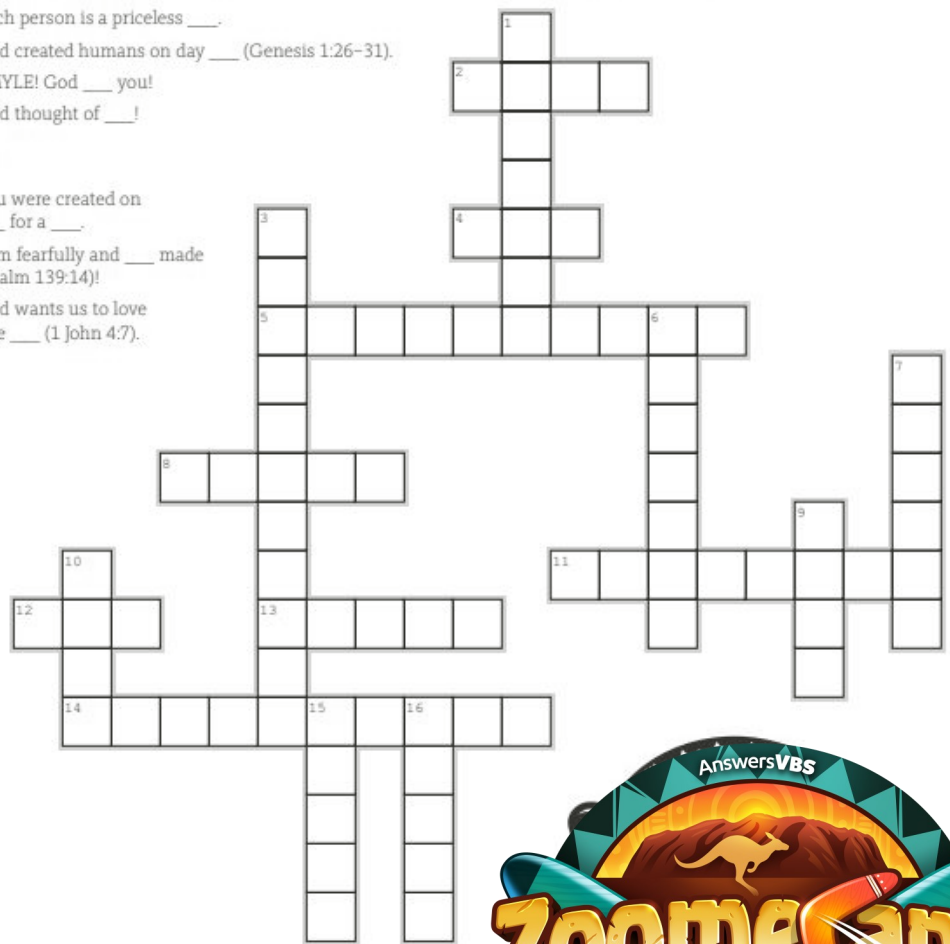 ch person is a priceless ___.
d created humans on day ___ (Genesis 1:26–31).
YLE! God ___ you!
d thought of ___!
u were created on
_ for a ___.
m fearfully and ___ made
alm 139:14)!
d wants us to love
e ___ (1 John 4:7).
1
2
3
4
5 6
7
8
9
10
11
12
13
14 15 16
AnswersVBS
Zoomeran